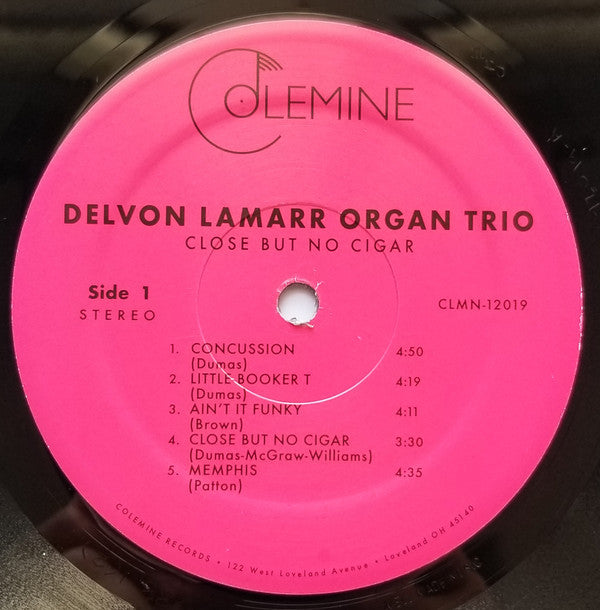 COLEMINE
DELVON LAMARR ORGAN TRIO
CLOSE BUT NO CIGAR
Side 1
STEREO
CLMN-12019
1. CONCUSSION 4:50
(Dumas)
2. LITTLE BOOKER T 4:19
(Dumas)
3. AIN'T IT FUNKY 4:11
(Brown)
4. CLOSE BUT NO CIGAR 3:30
(Dumas-McGraw-Williams)
5. MEMPHIS 4:35
(Patton)
COLEMINE RECORDS • 122 West Loveland Avenue • Loveland OH 45140